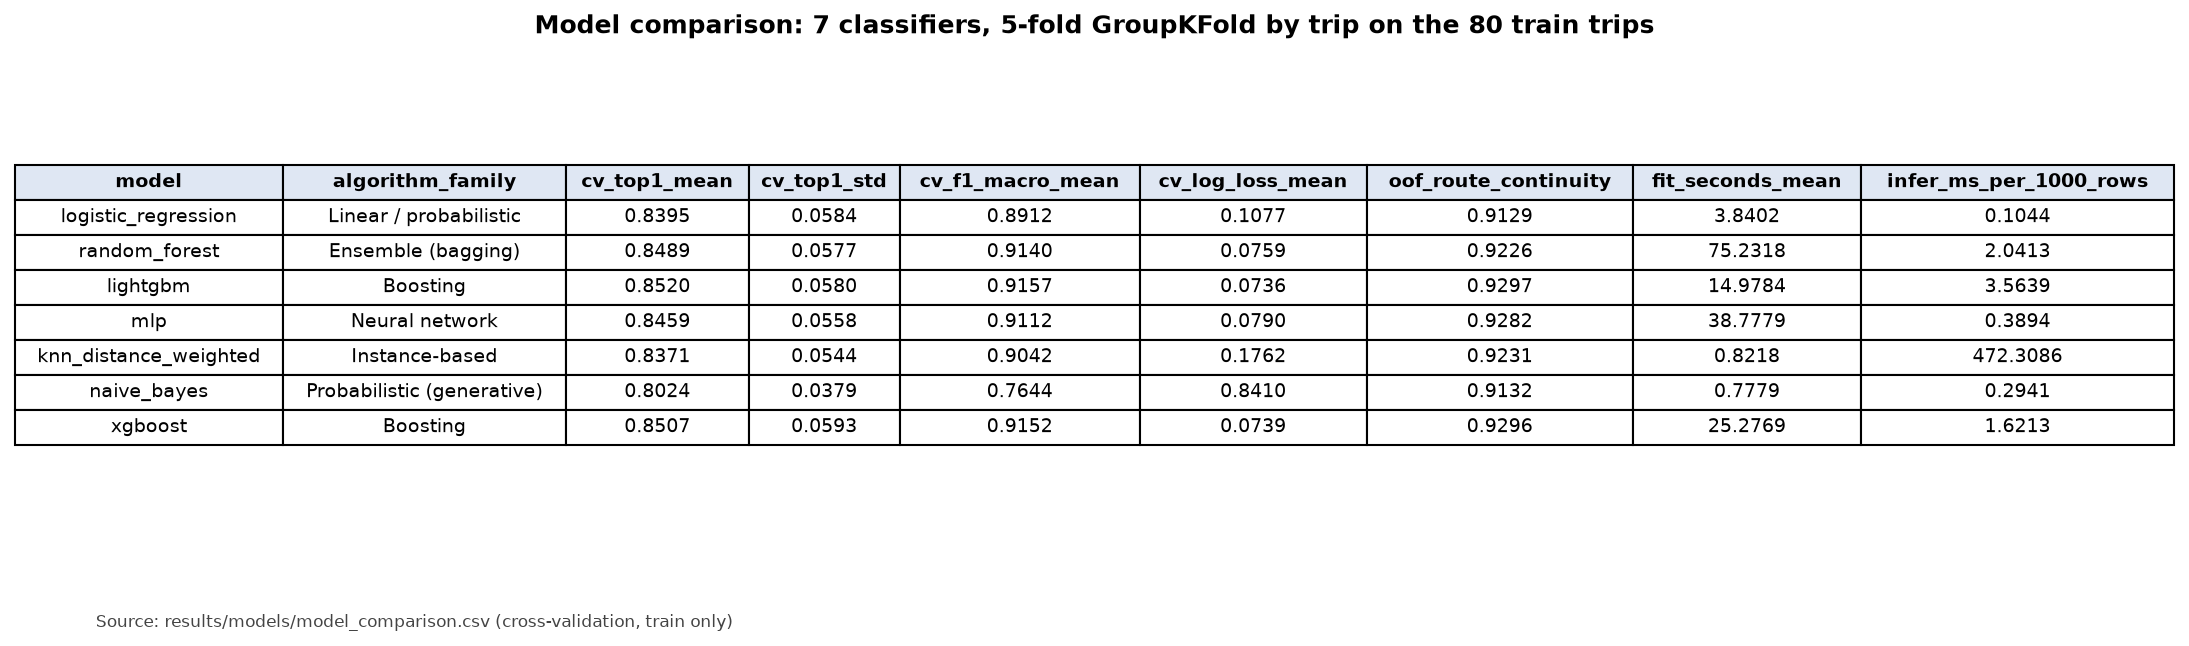 Model comparison: 7 classifiers, 5-fold GroupKFold by trip on the 80 train trips
model algorithm_family cv_top1_mean cv_top1_std cv_f1_macro_mean cv_log_loss_mean oof_route_continuity fit_seconds_mean infer_ms_per_1000_rows
logistic_regression Linear / probabilistic 0.8395 0.0584 0.8912 0.1077 0.9129 3.8402 0.1044
random_forest Ensemble (bagging) 0.8489 0.0577 0.9140 0.0759 0.9226 75.2318 2.0413
lightgbm Boosting 0.8520 0.0580 0.9157 0.0736 0.9297 14.9784 3.5639
mlp Neural network 0.8459 0.0558 0.9112 0.0790 0.9282 38.7779 0.3894
knn_distance_weighted Instance-based 0.8371 0.0544 0.9042 0.1762 0.9231 0.8218 472.3086
naive_bayes Probabilistic (generative) 0.8024 0.0379 0.7644 0.8410 0.9132 0.7779 0.2941
xgboost Boosting 0.8507 0.0593 0.9152 0.0739 0.9296 25.2769 1.6213
Source: results/models/model_comparison.csv (cross-validation, train only)